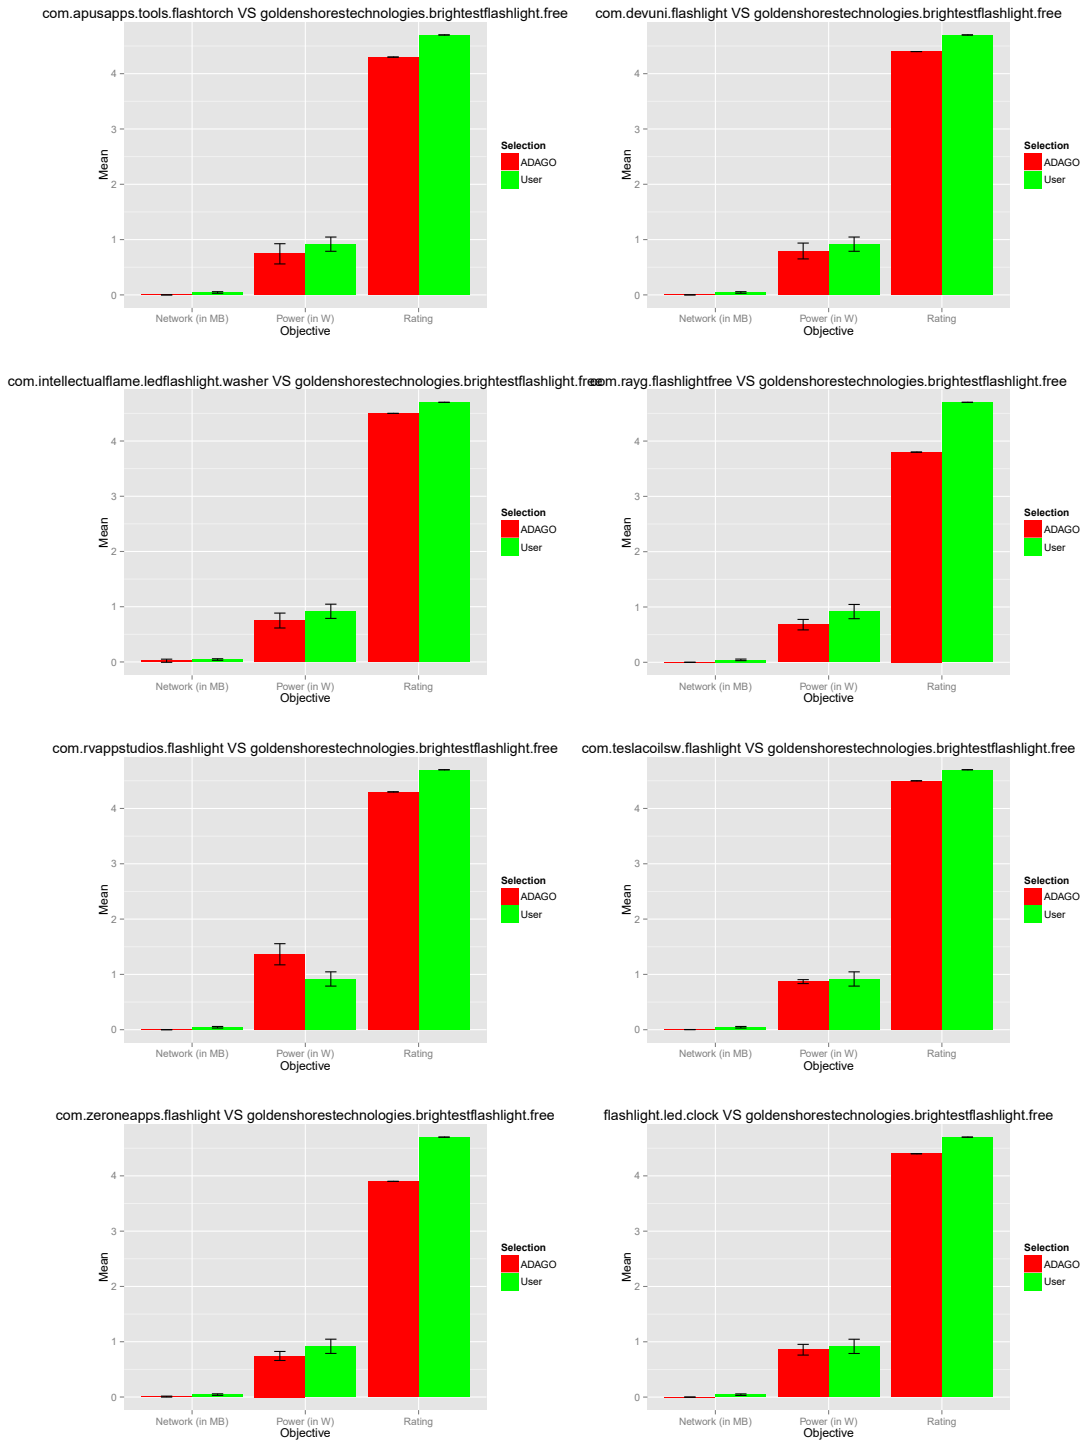 com.apusapps.tools.flashtorch VS goldenshorestechnologies.brightestflashlight.free
Mean
4
3
2
1
0
Network (in MB) Power (in W) Rating
Objective
Selection
ADAGO
User
com.devuni.flashlight VS goldenshorestechnologies.brightestflashlight.free
Mean
4
3
2
1
0
Network (in MB) Power (in W) Rating
Objective
Selection
ADAGO
User
com.intellectualflame.ledflashlight.washer VS goldenshorestechnologies.brightestflashlight.free
Mean
4
3
2
1
0
Network (in MB) Power (in W) Rating
Objective
Selection
ADAGO
User
com.rayg.flashlightfree VS goldenshorestechnologies.brightestflashlight.free
Mean
4
3
2
1
0
Network (in MB) Power (in W) Rating
Objective
Selection
ADAGO
User
com.rvappstudios.flashlight VS goldenshorestechnologies.brightestflashlight.free
Mean
4
3
2
1
0
Network (in MB) Power (in W) Rating
Objective
Selection
ADAGO
User
com.teslacoilsw.flashlight VS goldenshorestechnologies.brightestflashlight.free
Mean
4
3
2
1
0
Network (in MB) Power (in W) Rating
Objective
Selection
ADAGO
User
com.zeroneapps.flashlight VS goldenshorestechnologies.brightestflashlight.free
Mean
4
3
2
1
0
Network (in MB) Power (in W) Rating
Objective
Selection
ADAGO
User
flashlight.led.clock VS goldenshorestechnologies.brightestflashlight.free
Mean
4
3
2
1
0
Network (in MB) Power (in W) Rating
Objective
Selection
ADAGO
User